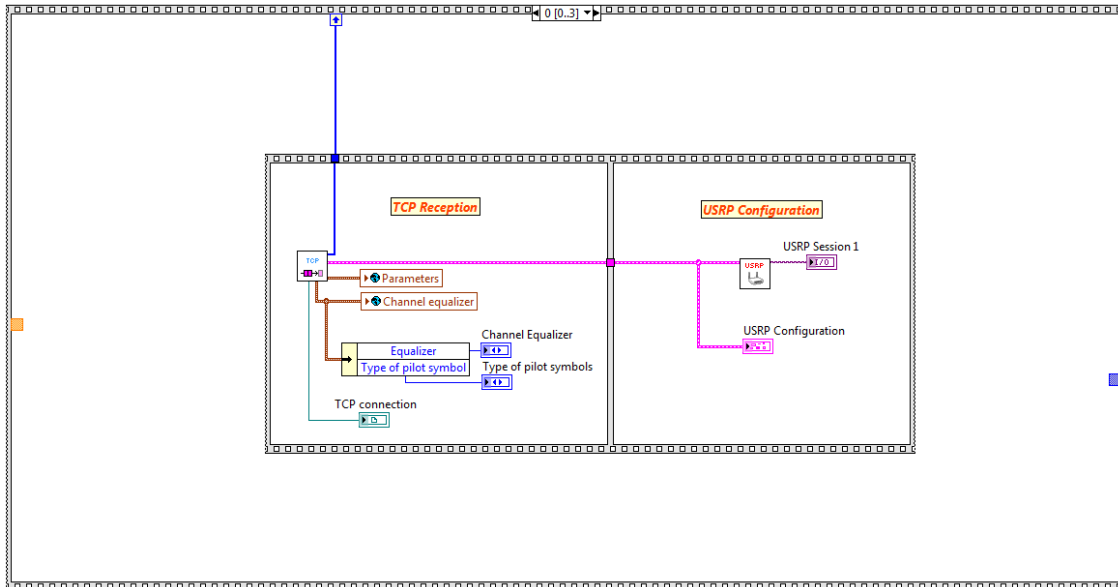 0 [0..3]
TCP Reception
USRP Configuration
TCP
Parameters
Channel equalizer
Channel Equalizer
Equalizer
Type of pilot symbol
Type of pilot symbols
TCP connection
USRP Session 1
USRP
I/O
USRP Configuration